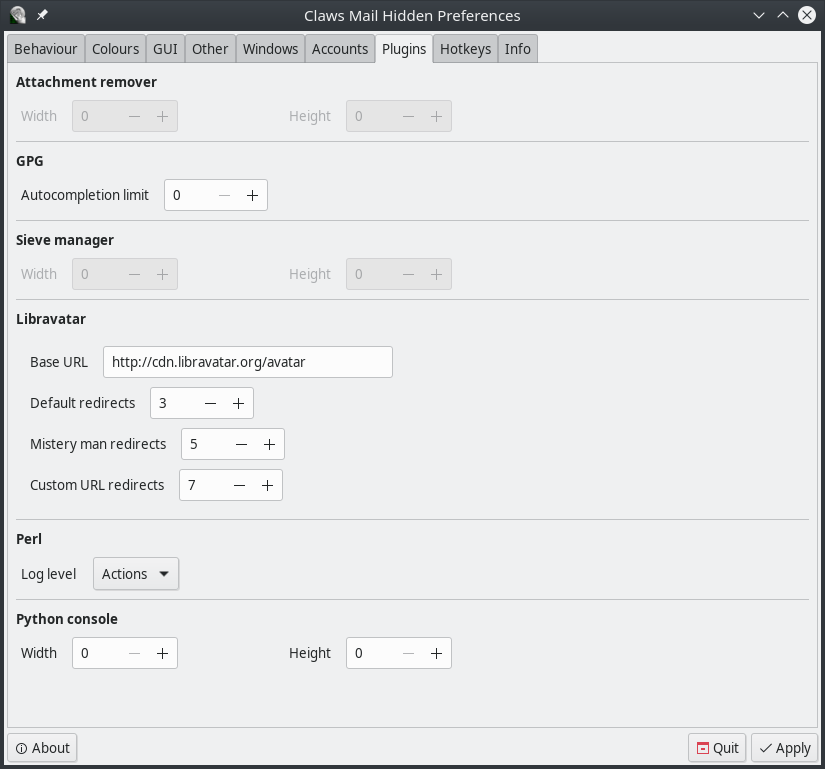 Claws Mail Hidden Preferences
Behaviour Colours GUI Other Windows Accounts Plugins Hotkeys Info
Attachment remover
Width 0 Height 0
GPG
Autocompletion limit 0
Sieve manager
Width 0 Height 0
Libravatar
Base URL http://cdn.libravatar.org/avatar
Default redirects 3
Mistery man redirects 5
Custom URL redirects 7
Perl
Log level Actions
Python console
Width 0 Height 0
About Quit Apply